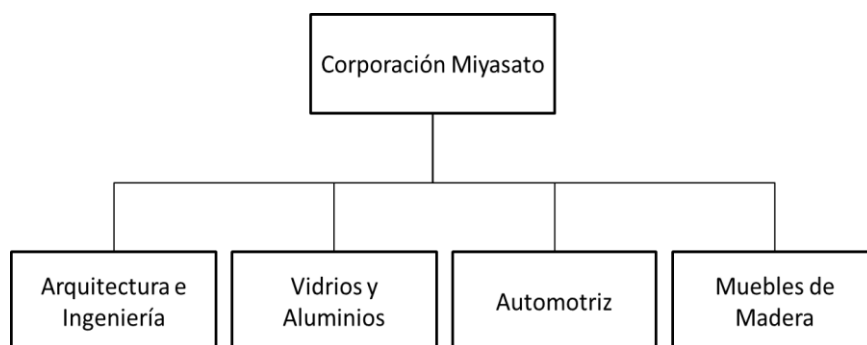 Corporación Miyasato
Arquitectura e
Ingeniería
Vidrios y
Aluminios
Automotriz
Muebles de
Madera